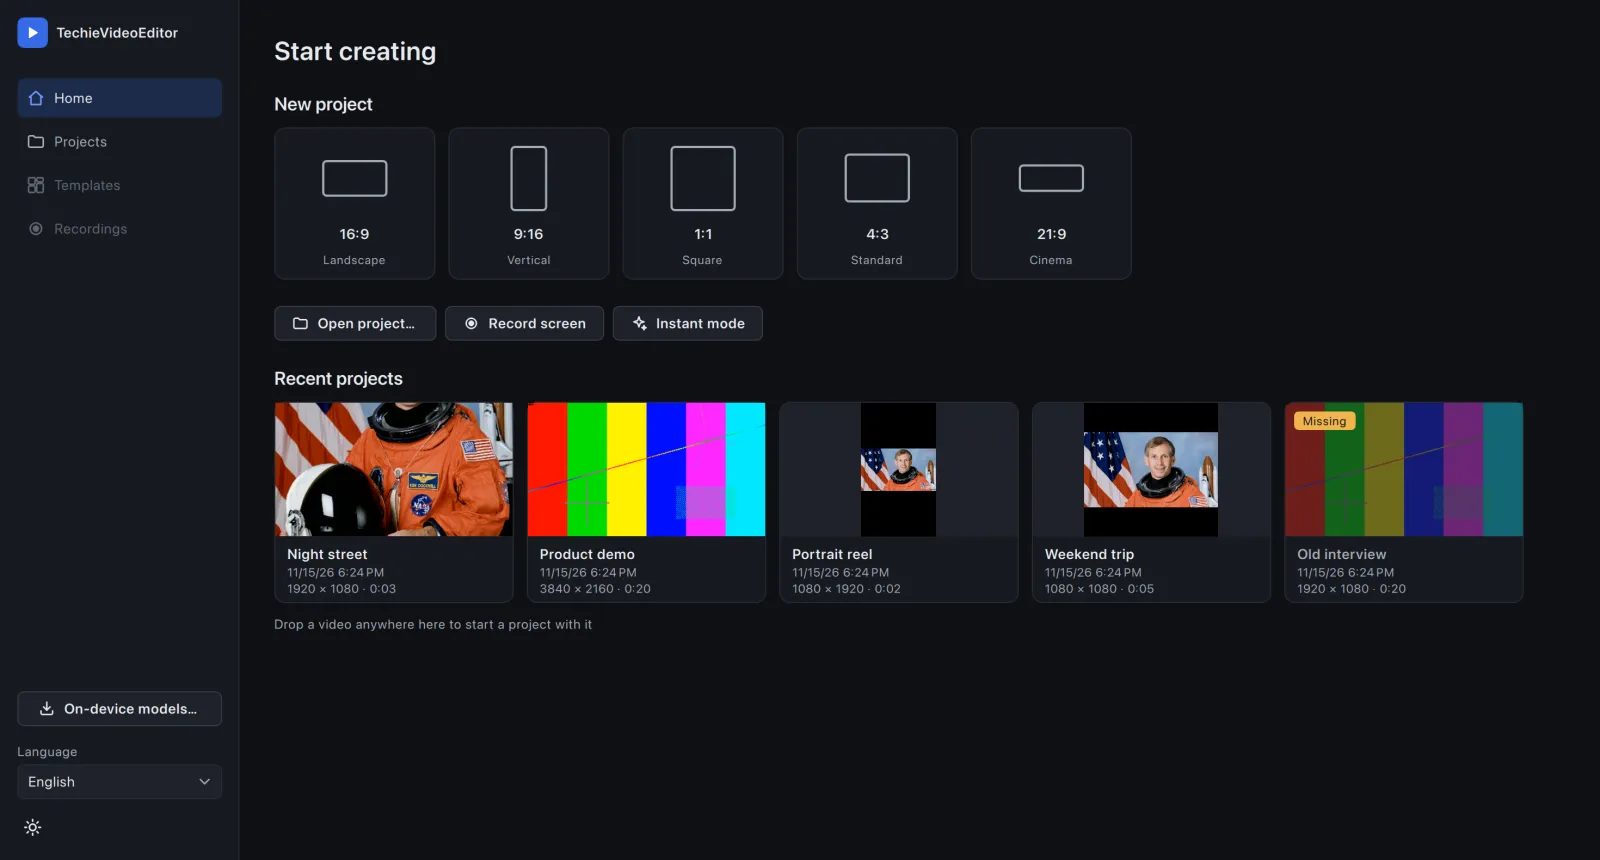 TechieVideoEditor
Home
Projects
Templates
Recordings
On-device models…
Language
English
Start creating
New project
16:9
Landscape
9:16
Vertical
1:1
Square
4:3
Standard
21:9
Cinema
Open project…
Record screen
Instant mode
Recent projects
NASA
Night street
11/15/26 6:24 PM
1920 × 1080 · 0:03
Product demo
11/15/26 6:24 PM
3840 × 2160 · 0:20
Portrait reel
11/15/26 6:24 PM
1080 × 1920 · 0:02
Weekend trip
11/15/26 6:24 PM
1080 × 1080 · 0:05
Missing
Old interview
11/15/26 6:24 PM
1920 × 1080 · 0:20
Drop a video anywhere here to start a project with it